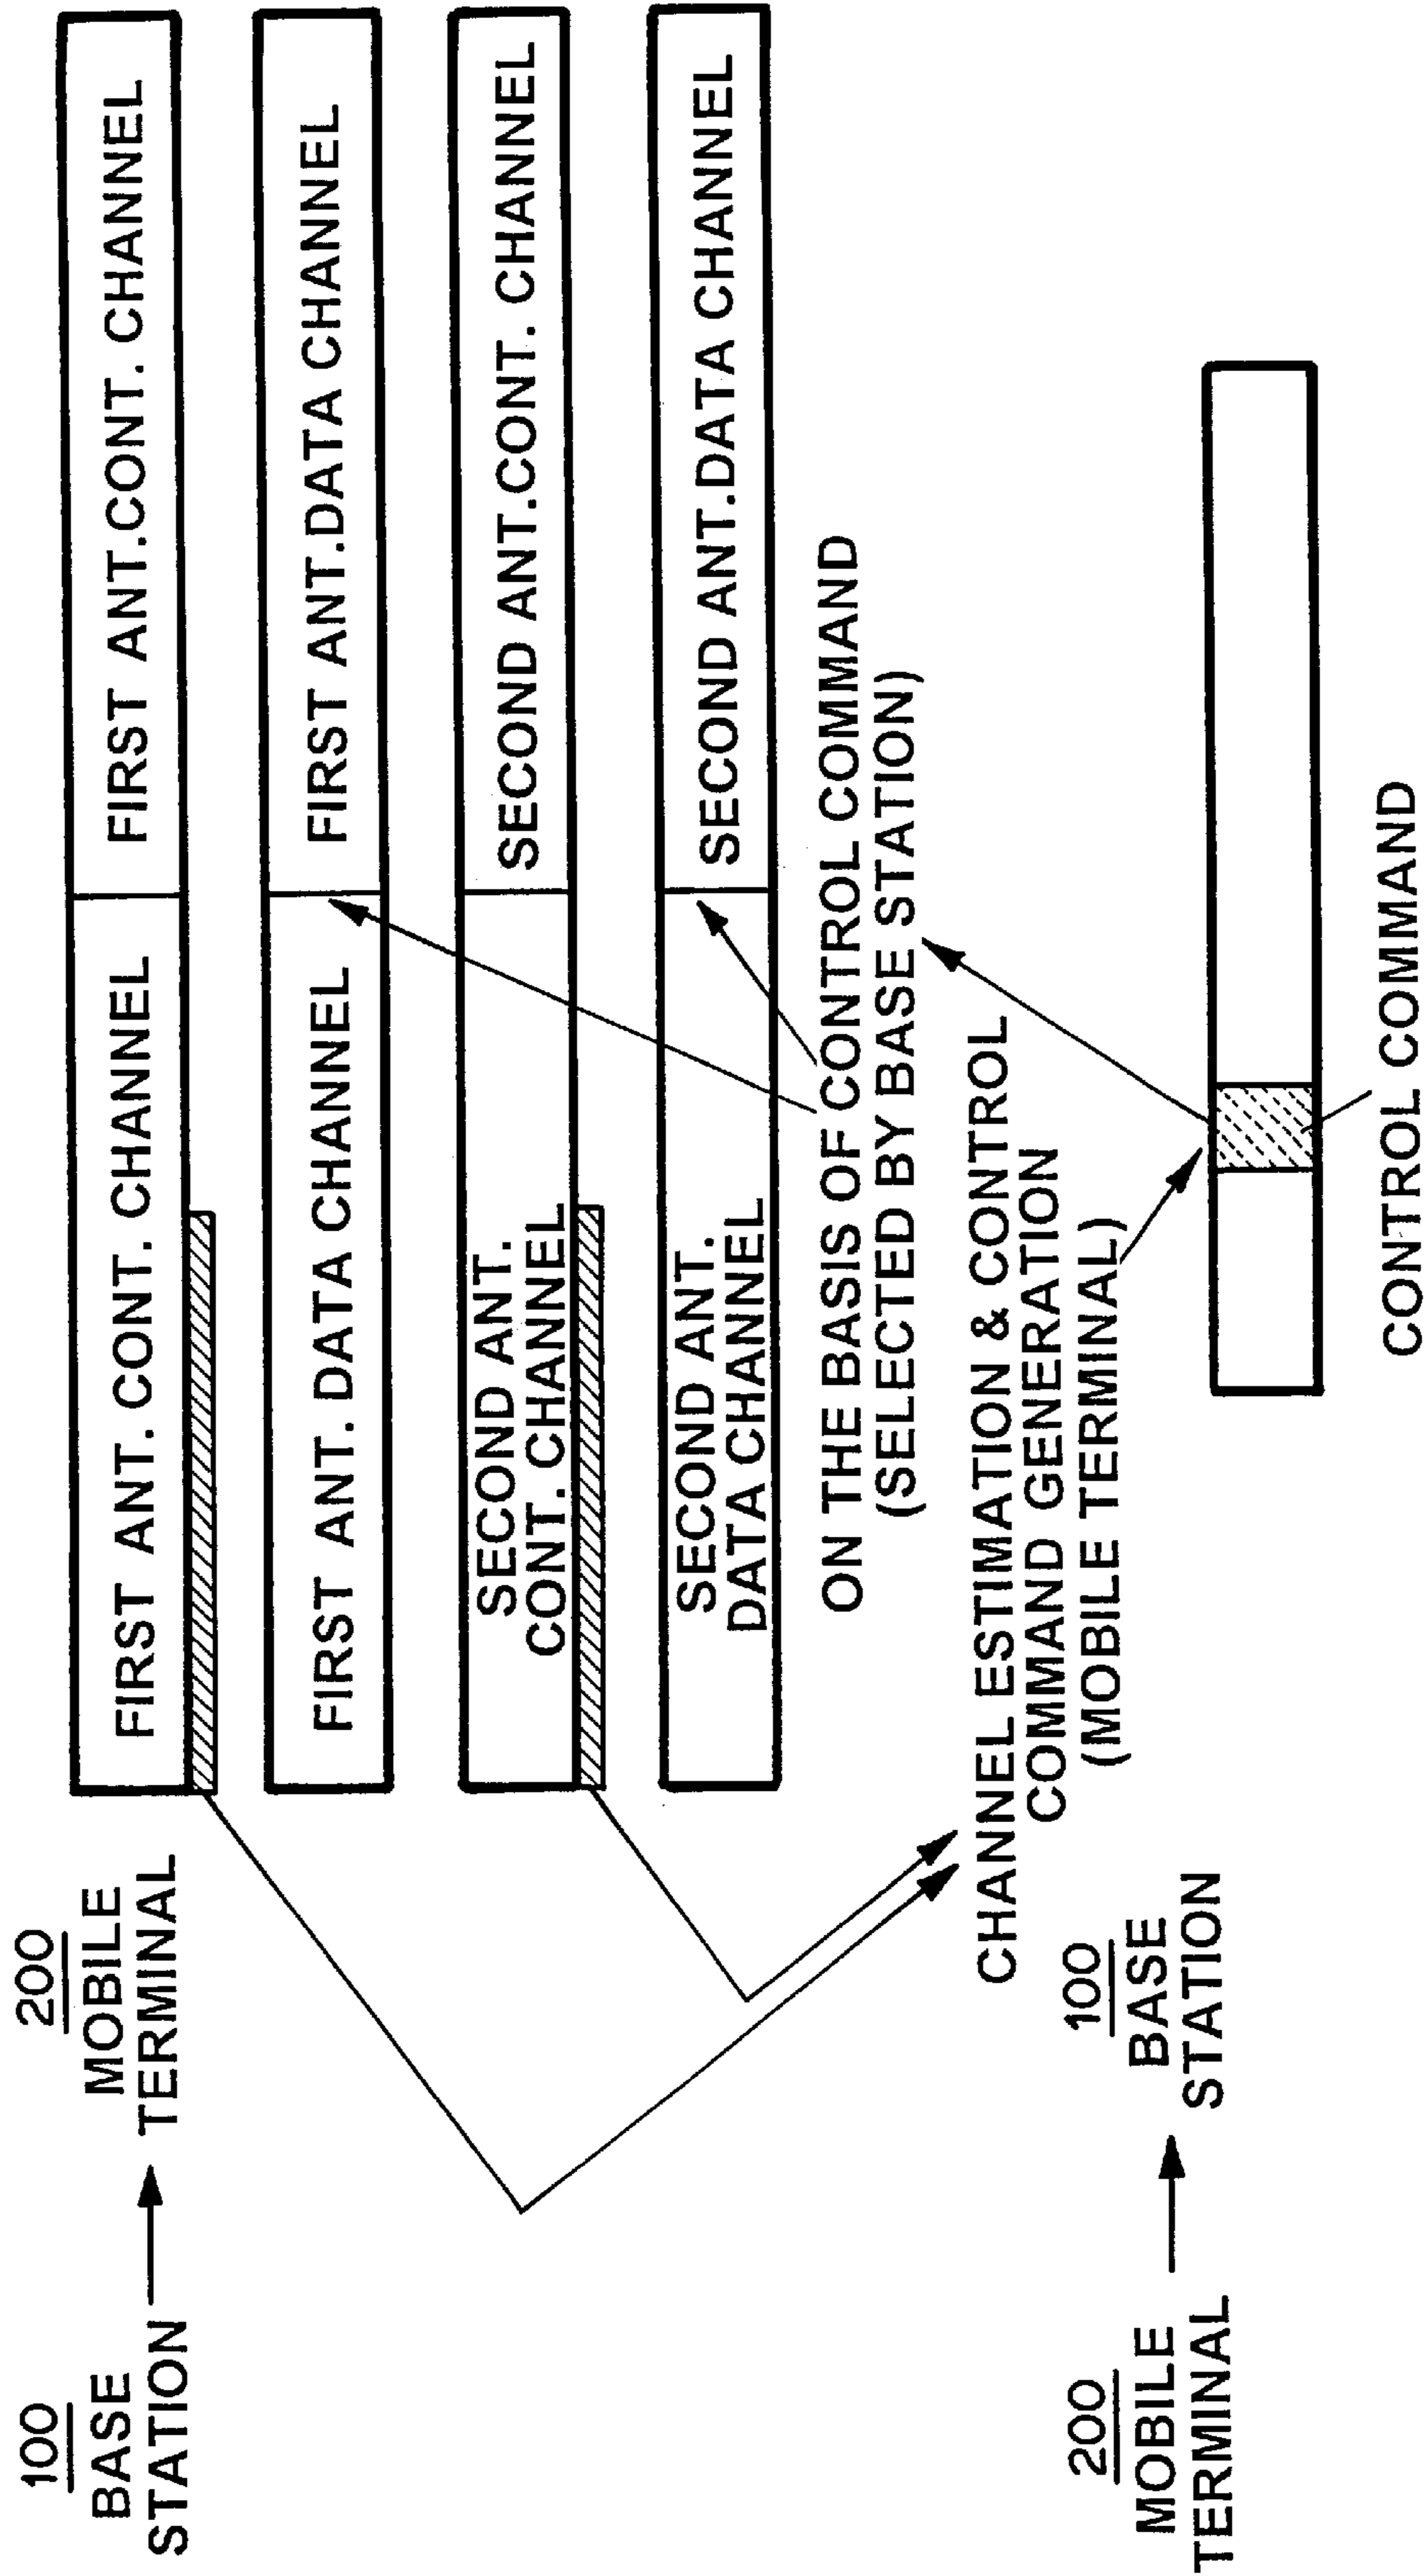 100
BASE
STATION
200
MOBILE
TERMINAL
FIRST ANT. CONT. CHANNEL
FIRST ANT.CONT. CHANNEL
FIRST ANT. DATA CHANNEL
FIRST ANT.DATA CHANNEL
SECOND ANT.
CONT. CHANNEL
SECOND ANT.CONT. CHANNEL
SECOND ANT.
DATA CHANNEL
SECOND ANT.DATA CHANNEL
ON THE BASIS OF CONTROL COMMAND
(SELECTED BY BASE STATION)
CHANNEL ESTIMATION & CONTROL
COMMAND GENERATION
(MOBILE TERMINAL)
200
MOBILE
TERMINAL
100
BASE
STATION
CONTROL COMMAND